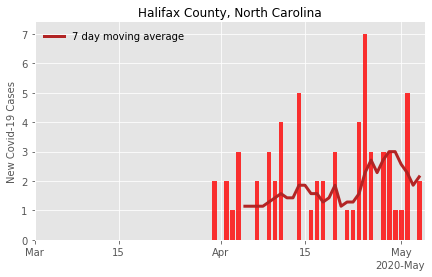 Halifax County, North Carolina
7 day moving average
New Covid-19 Cases
7
6
5
4
3
2
1
0
Mar 15 Apr 15 May
2020-May